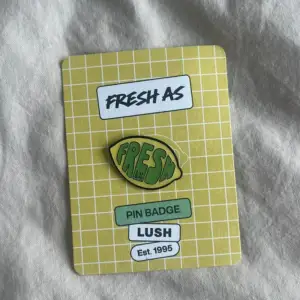 FRESH AS
FRESH
PIN BADGE
LUSH
Est. 1995